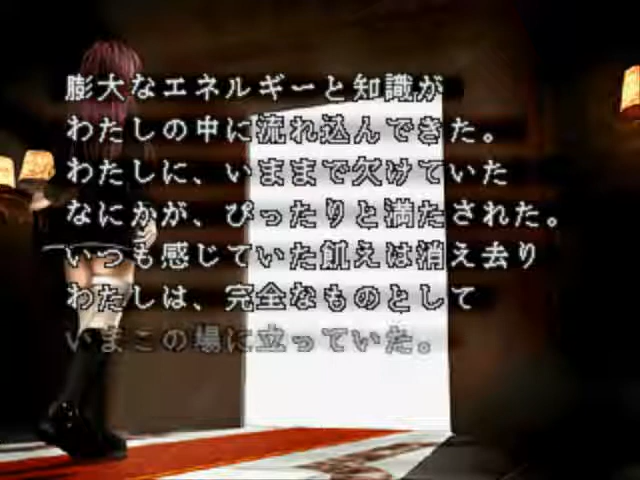 膨大なエネルギーと知識が
わたしの中に流れ込んできた。
わたしに、いままで欠けていた
なにかが、ぴったりと満たされた。
いつも感じていた飢えは消え去り
わたしは、完全なものとして
いまこの場に立っていた。